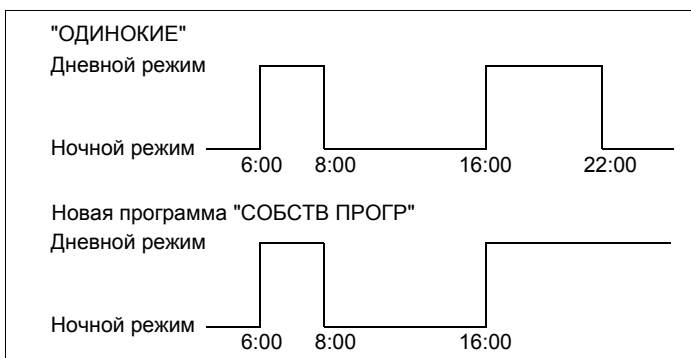 "ОДИНОКИЕ"
Дневной режим
Ночной режим
6:00 8:00 16:00 22:00
Новая программа "СОБСТВ ПРОГР"
Дневной режим
Ночной режим
6:00 8:00 16:00